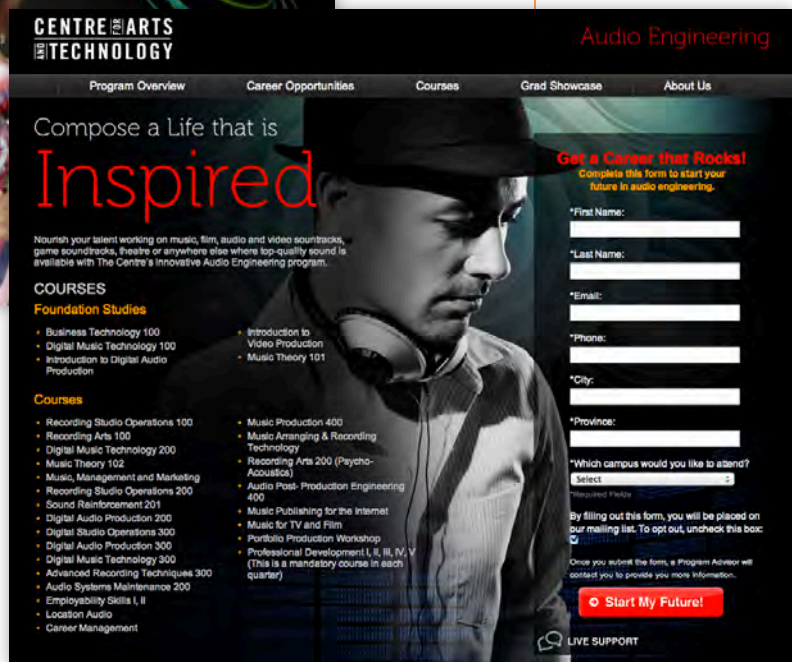 CENTRE FOR ARTS
AND TECHNOLOGY
Audio Engineering
Program Overview
Career Opportunities
Courses
Grad Showcase
About Us
Compose a Life that is
Inspired
Nourish your talent working on music, film, audio and video sountracks,
game soundtracks, theatre or anywhere else where top-quality sound is
available with The Centre's innovative Audio Engineering program.
COURSES
Foundation Studies
• Business Technology 100
• Digital Music Technology 100
• Introduction to Digital Audio
Production
• Introduction to
Video Production
• Music Theory 101
Courses
• Recording Studio Operations 100
• Recording Arts 100
• Digital Music Technology 200
• Music Theory 102
• Music, Management and Marketing
• Recording Studio Operations 200
• Sound Reinforcement 201
• Digital Audio Production 200
• Digital Studio Operations 300
• Digital Audio Production 300
• Digital Music Technology 300
• Advanced Recording Techniques 300
• Audio Systems Maintenance 200
• Employability Skills I, II
• Location Audio
• Career Management
• Music Production 400
• Music Arranging & Recording
Technology
• Recording Arts 200 (Psycho-
Acoustics)
• Audio Post- Production Engineering
400
• Music Publishing for the Internet
• Music for TV and Film
• Portfolio Production Workshop
• Professional Development I, II, III, IV, V
(This is a mandatory course in each
quarter)
Get a Career that Rocks!
Complete this form to start your
future in audio engineering.
*First Name:
*Last Name:
*Email:
*Phone:
*City:
*Province:
*Which campus would you like to attend?
Select
*Required Fields
By filling out this form, you will be placed on
our mailing list. To opt out, uncheck this box:
Once you submit the form, a Program Advisor will
contact you to provide you more information.
Start My Future!
LIVE SUPPORT